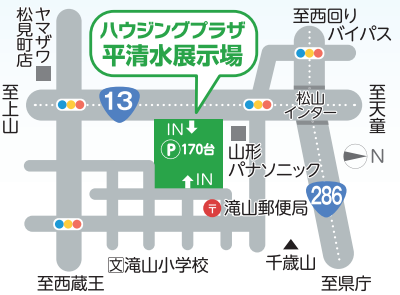 ヤマザワ
松見町店
ハウジングプラザ
平清水展示場
至西回り
バイパス
至上山
13
松山
インター
至天童
IN
P 170台
IN
山形
パナソニック
N
286
〒 滝山郵便局
文 滝山小学校
千歳山
至西蔵王
至県庁